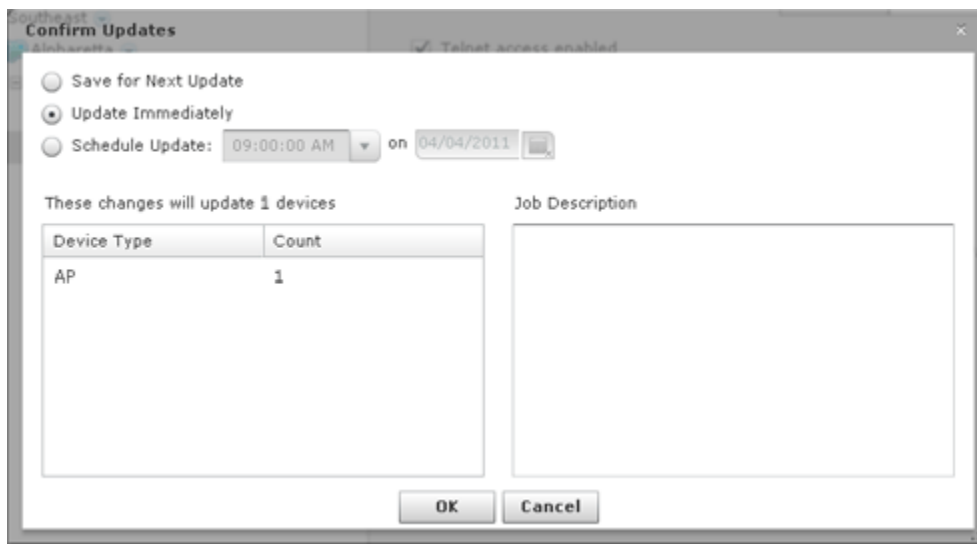 Southeast
Confirm Updates
Alpharetta
Telnet access enabled
Save for Next Update
Update Immediately
Schedule Update: 09:00:00 AM on 04/04/2011
These changes will update 1 devices
Job Description
Device Type Count
AP 1
OK Cancel